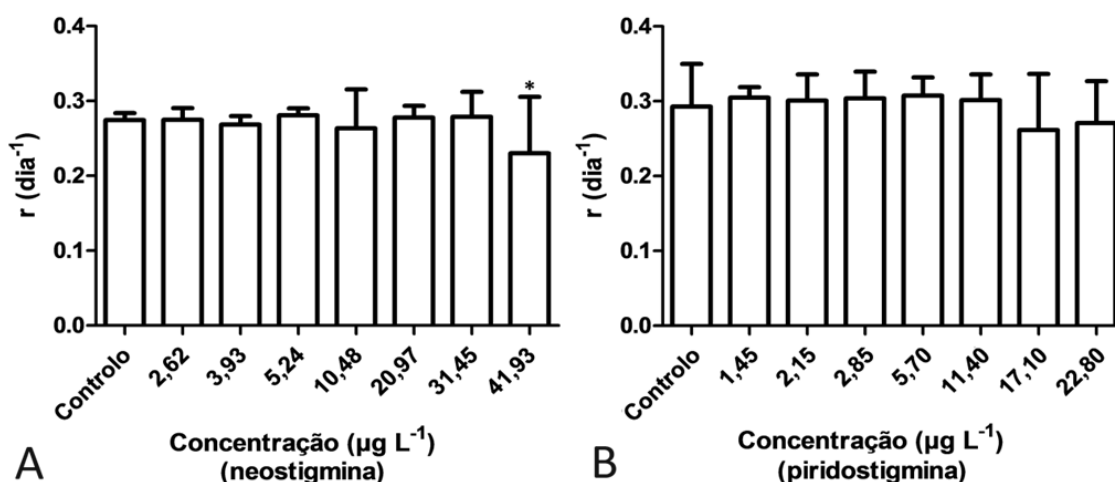 0.4
0.3
0.2
0.1
0.0
r (dia-1)
*
Controlo
2,62
3,93
5,24
10,48
20,97
31,45
41,93
Concentração (µg L-1)
(neostigmina)
A
0.4
0.3
0.2
0.1
0.0
r (dia-1)
Controlo
1,45
2,15
2,85
5,70
11,40
17,10
22,80
Concentração (µg L-1)
(piridostigmina)
B